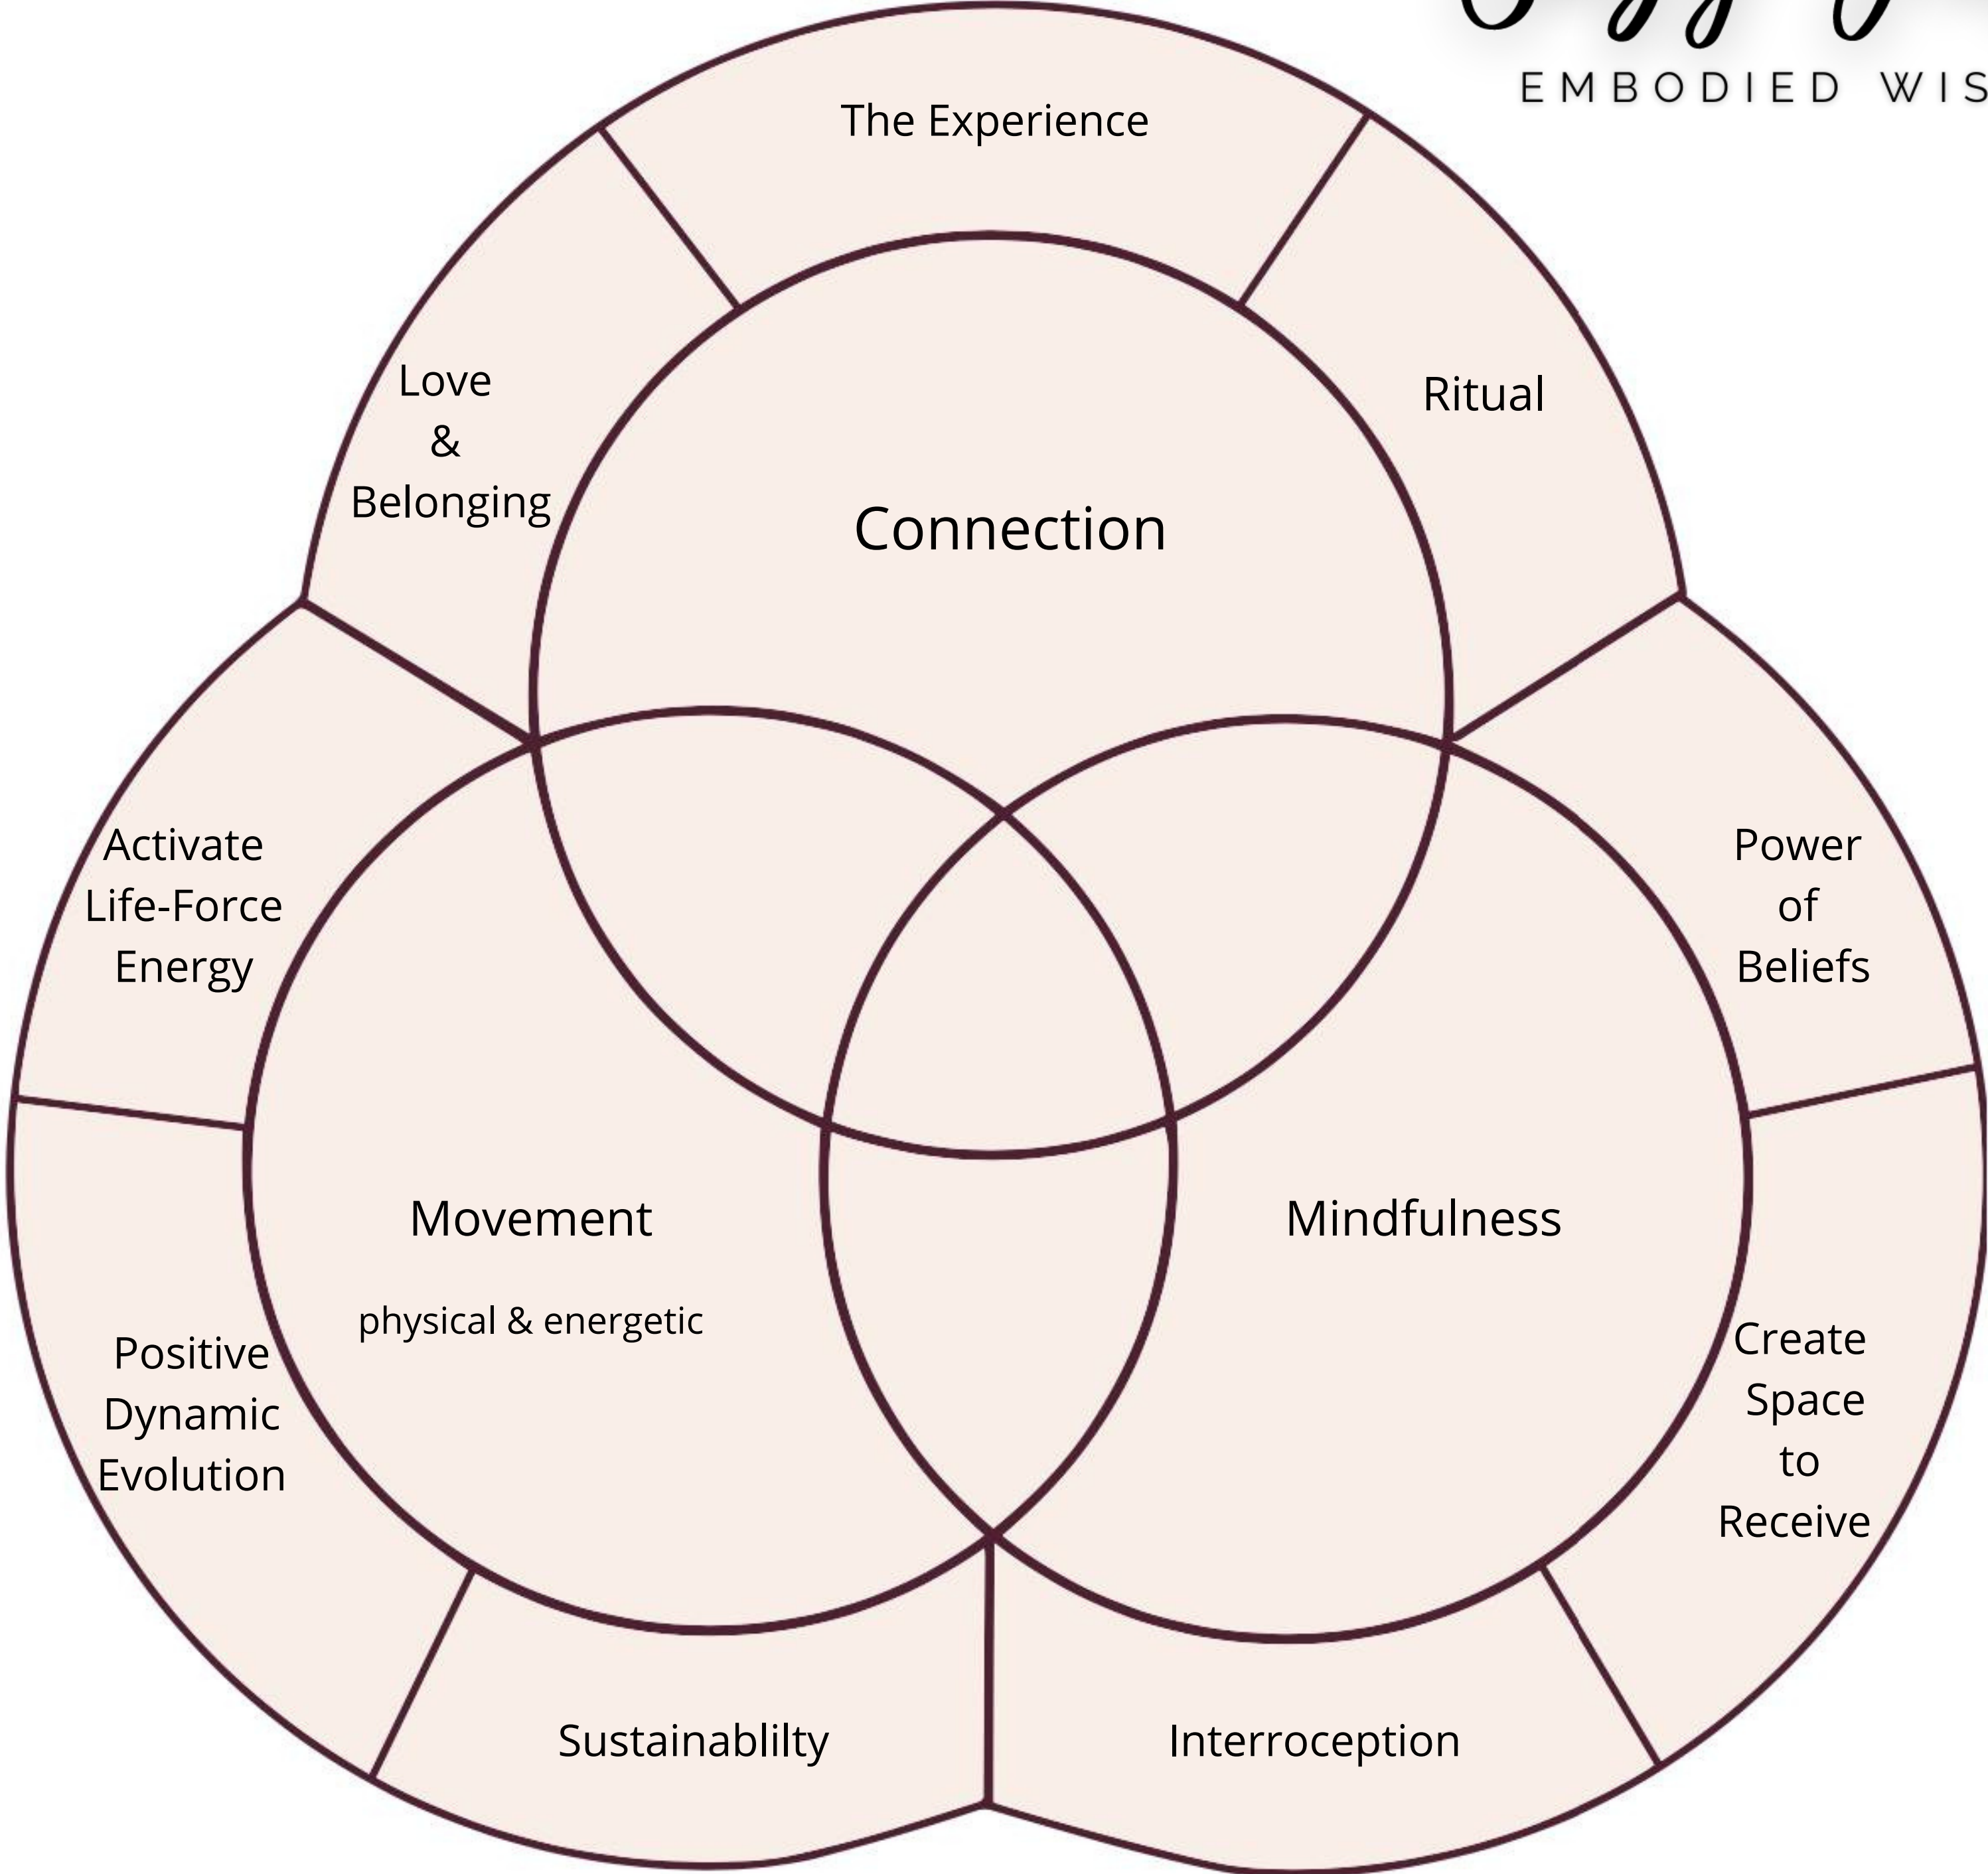 EMBODIED
The Experience
Love
&
Belonging
Ritual
Connection
Activate
Life-Force
Energy
Power
of
Beliefs
Movement
physical & energetic
Mindfulness
Positive
Dynamic
Evolution
Create
Space
to
Receive
Sustainablilty
Interroception